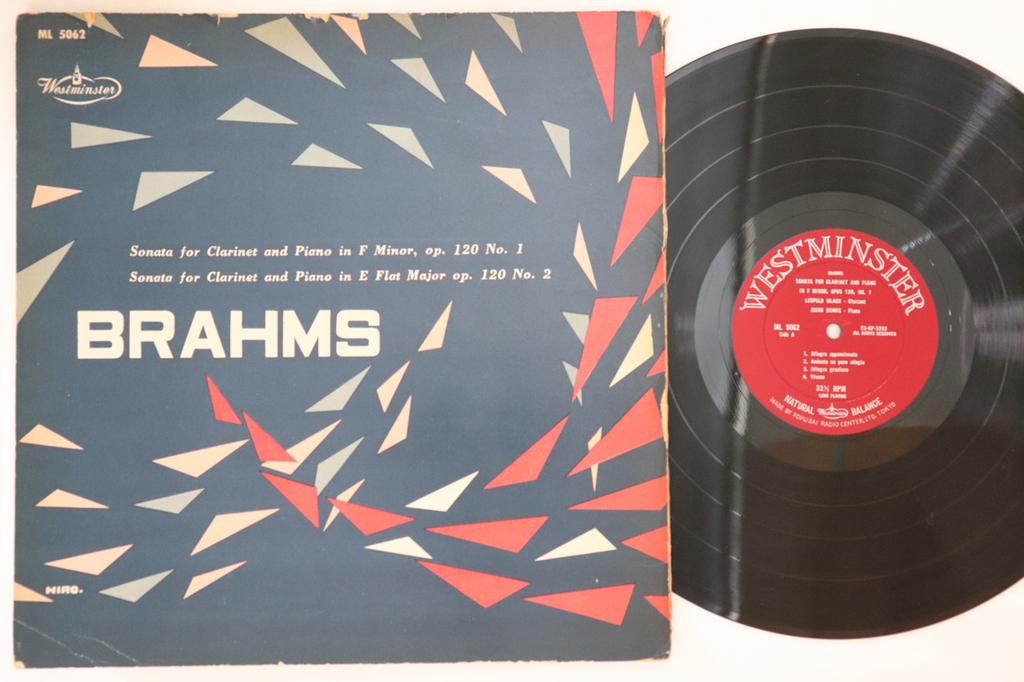 ML 5062
Westminster
Sonata for Clarinet and Piano in F Minor, op. 120 No. 1
Sonata for Clarinet and Piano in E Flat Major op. 120 No. 2
BRAHMS
HIRO.
WESTMINSTER
BRAHMS
SONATA FOR CLARINET AND PIANO
IN F MINOR, OPUS 120, NO. 1
LEOPOLD WLACH - Clarinet
JOERG DEMUS - Piano
ML 5062
Side A
ALL RIGHTS RESERVED
1. Allegro appassionata
2. Andante un poco adagio
3. Allegro grazioso
4. Vivace
33⅓ RPM
LONG PLAYING
NATURAL Westminster BALANCE
MADE BY KOKUSAI RADIO CENTER, LTD. TOKYO